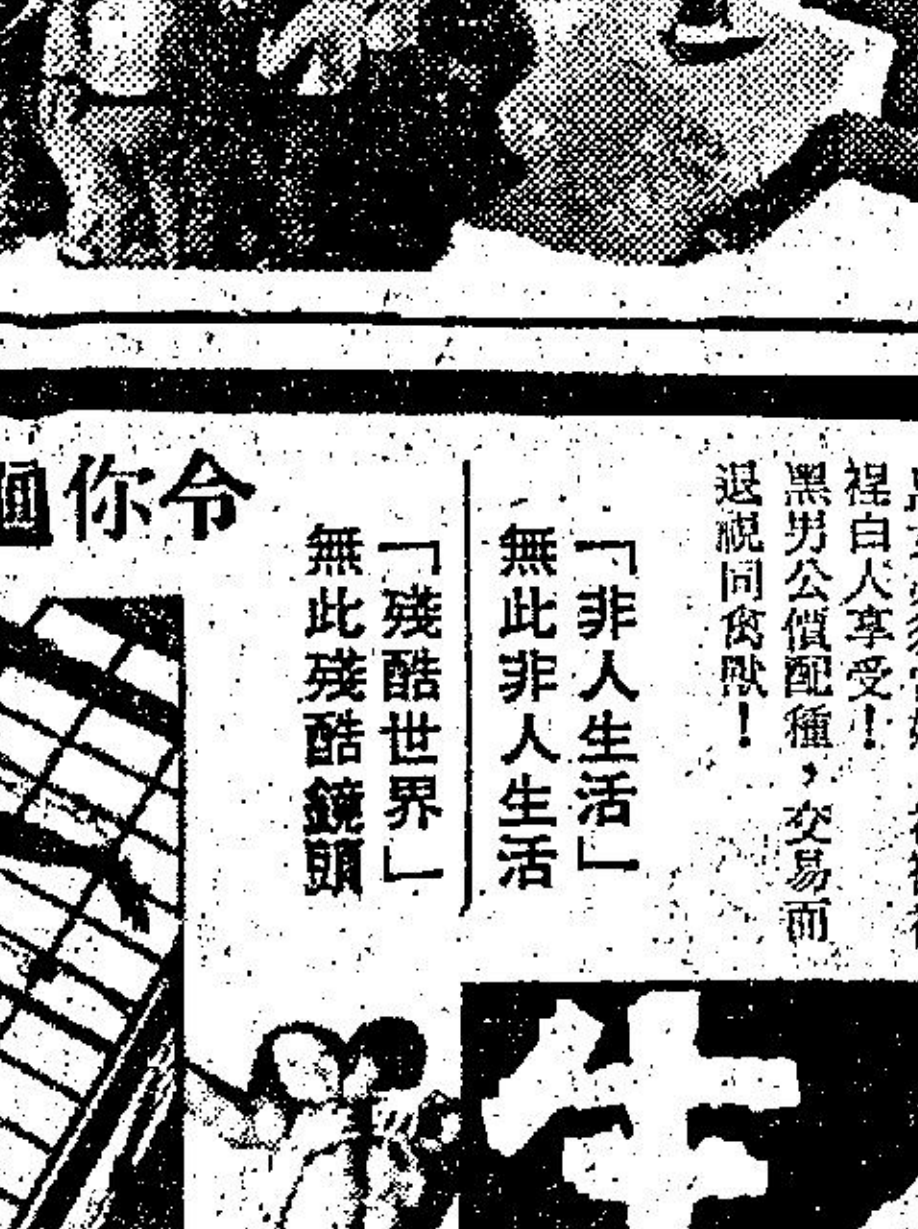 裎白人享受！
黑男公價配種，交易而
退視同禽獸！
「非人生活」
無此非人生活
「殘酷世界」
無此殘酷鏡頭
令你